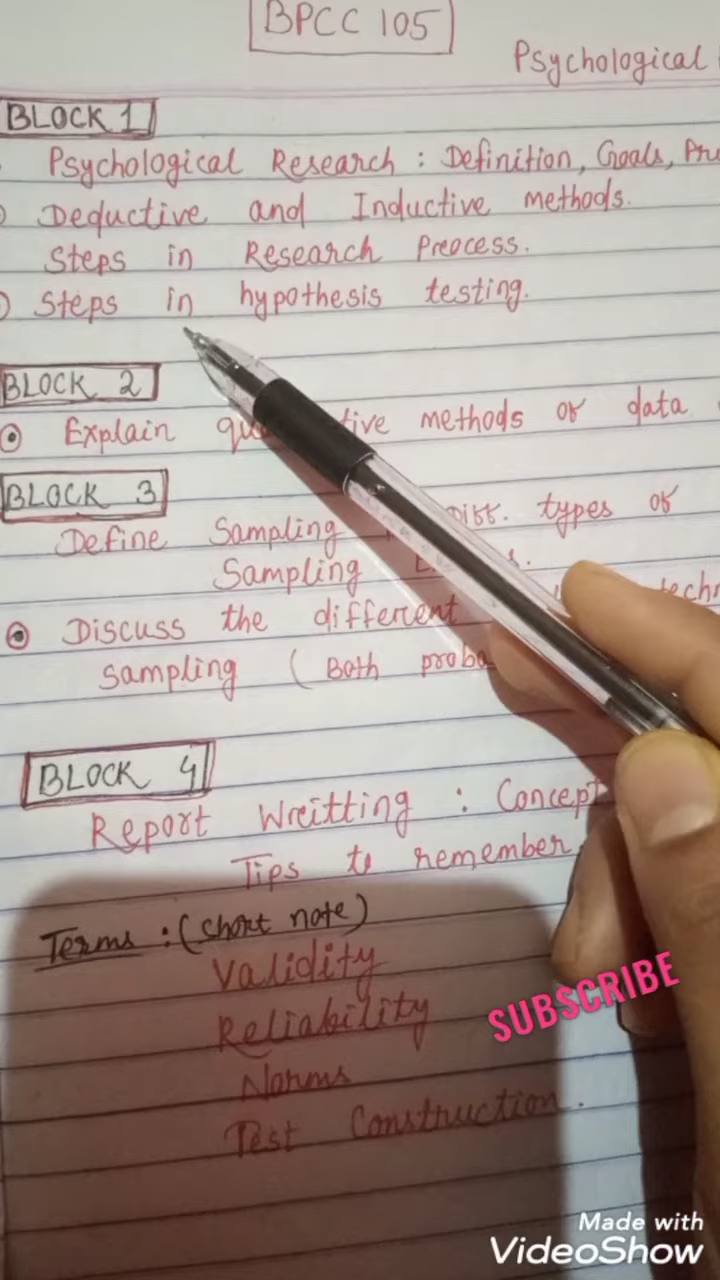 BPCC 105
Psychological
BLOCK 1
Psychological Research : Definition, Goals,
Deductive and Inductive methods.
Steps in Research Preocess.
Steps in hypothesis testing.
BLOCK 2
Explain methods of data
BLOCK 3
Define Sampling Diff. types of
Sampling
Discuss the different
Sampling ( Both
BLOCK 4
Report Wreitting : Concept
Tips to remember
Terms : (short note)
Validity
Reliability
SUBSCRIBE
Norms
Test Construction.
Made with
VideoShow